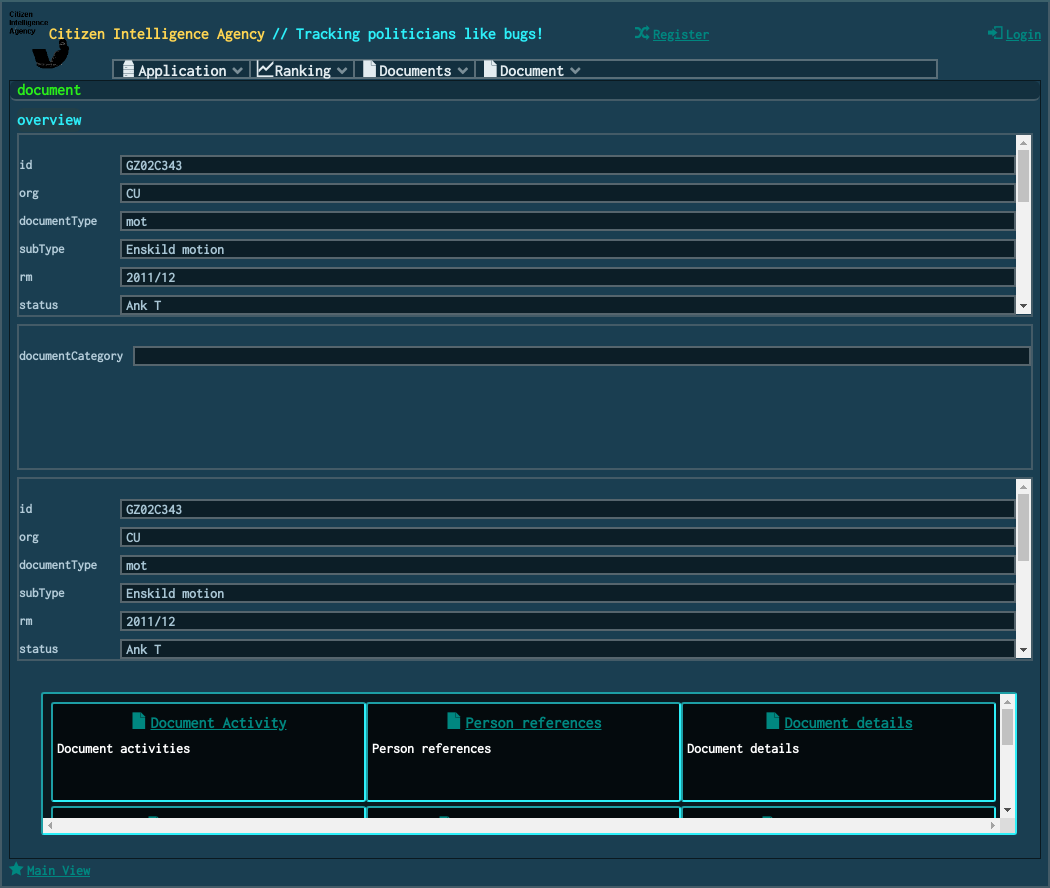 Citizen
Intelligence
Agency
Citizen Intelligence Agency // Tracking politicians like bugs!
Register
Login
Application
Ranking
Documents
Document
document
overview
id GZ02C343
org CU
documentType mot
subType Enskild motion
rm 2011/12
status Ank T
documentCategory
id GZ02C343
org CU
documentType mot
subType Enskild motion
rm 2011/12
status Ank T
Document Activity
Document activities
Person references
Person references
Document details
Document details
Main View